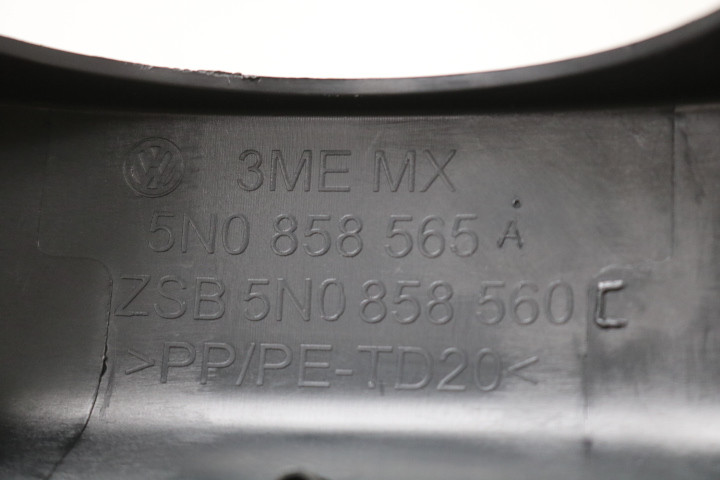 3ME MX
5N0 858 565 A
ZSB 5N0 858 560 C
>PP/PE-TD20<